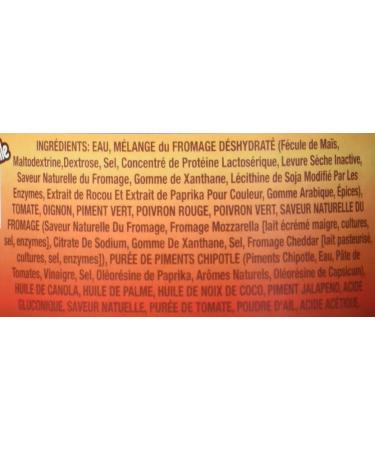 le
INGRÉDIENTS: EAU, MÉLANGE du FROMAGE DÉSHYDRATÉ (Fécule de Maïs,
Maltodextrine,Dextrose, Sel, Concentré de Protéine Lactosérique, Levure Sèche Inactive,
Saveur Naturelle du Fromage, Gomme de Xanthane, Lécithine de Soja Modifié Par Les
Enzymes, Extrait de Rocou Et Extrait de Paprika Pour Couleur, Gomme Arabique, Épices),
TOMATE, OIGNON, PIMENT VERT, POIVRON ROUGE, POIVRON VERT, SAVEUR NATURELLE DU
FROMAGE (Saveur Naturelle Du Fromage, Fromage Mozzarella [lait écrémé maigre, cultures,
sel, enzymes], Citrate De Sodium, Gomme De Xanthane, Sel, Fromage Cheddar [lait pasteurisé,
cultures, sel, enzymes]), PURÉE DE PIMENTS CHIPOTLE (Piments Chipotle, Eau, Pâte de
Tomates, Vinaigre, Sel, Oléorésine de Paprika, Arômes Naturels, Oléorésine de Capsicum),
HUILE DE CANOLA, HUILE DE PALME, HUILE DE NOIX DE COCO, PIMENT JALAPENO, ACIDE
GLUCONIQUE, SAVEUR NATURELLE, PURÉE DE TOMATE, POUDRE D'AIL, ACIDE ACÉTIQUE.